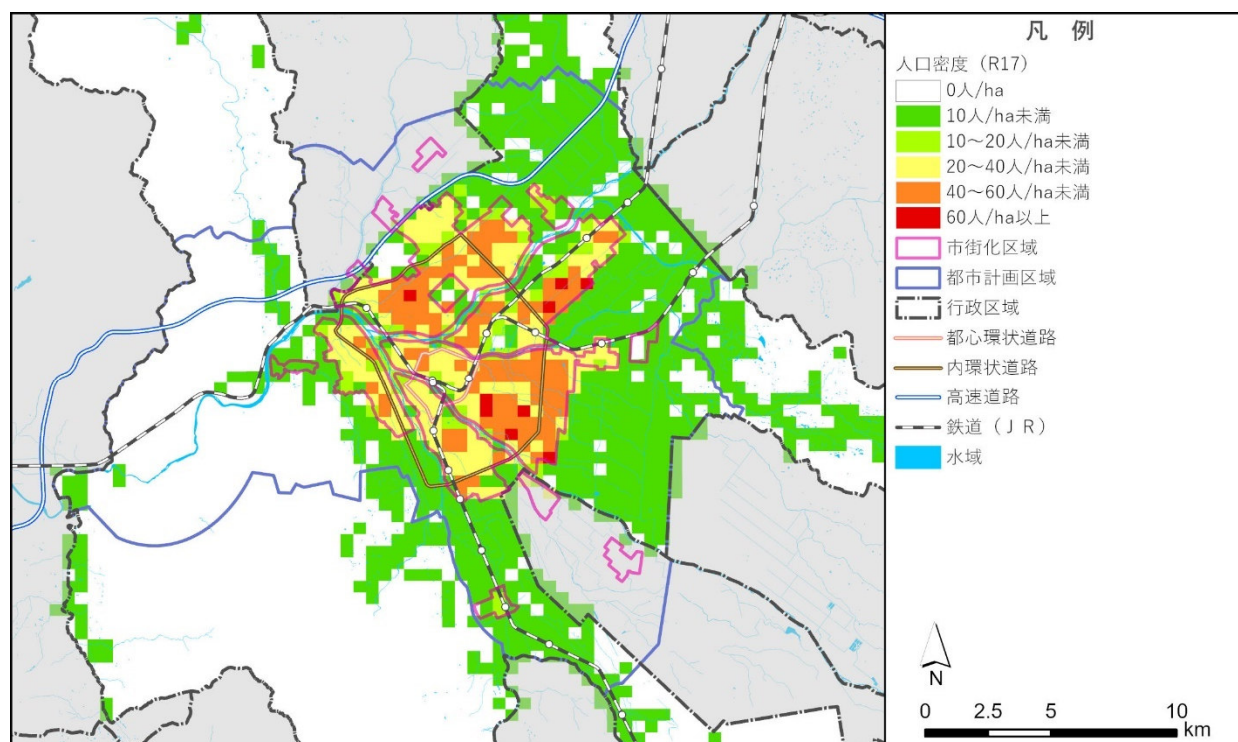 凡 例
人口密度（R17）
0人/ha
10人/ha未満
10～20人/ha未満
20～40人/ha未満
40～60人/ha未満
60人/ha以上
市街化区域
都市計画区域
行政区域
都心環状道路
内環状道路
高速道路
鉄道（ＪＲ）
水域
N
0 2.5 5 10
km